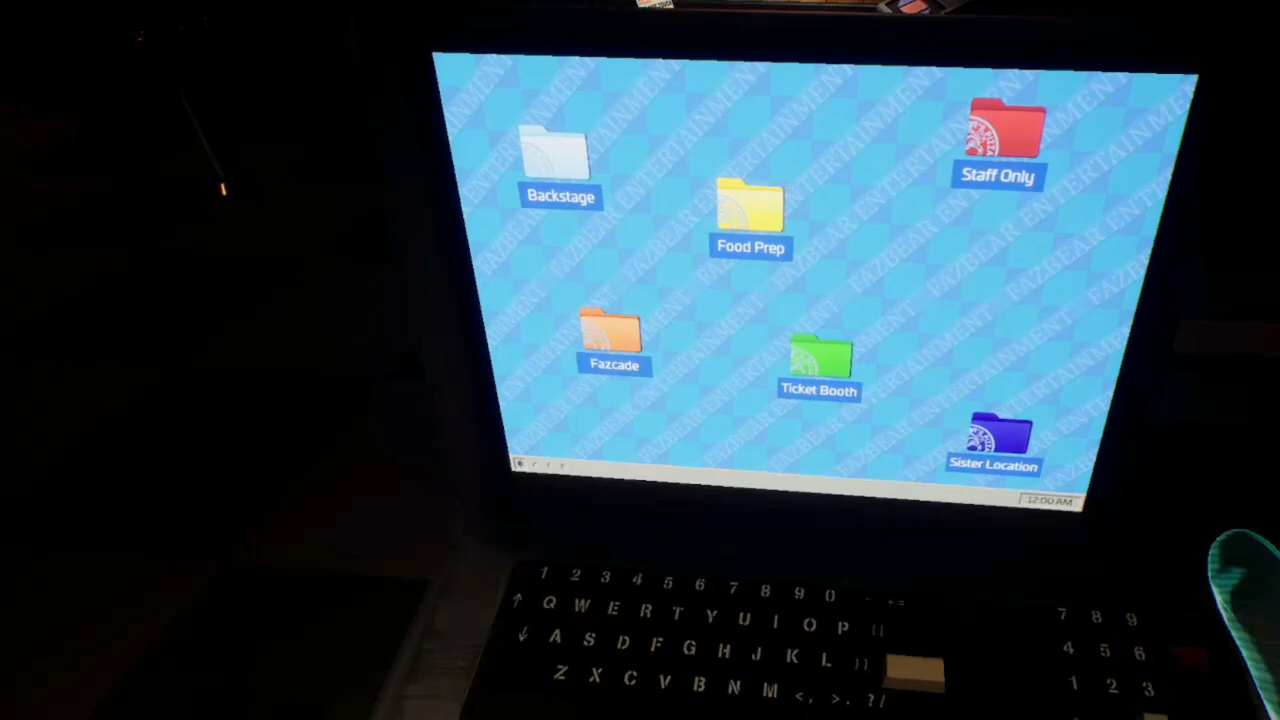 FAZBEAR ENTERTAINMENT
Backstage
Staff Only
Food Prep
Fazcade
Ticket Booth
Sister Location
12:00 AM
1 2 3 4 5 6 7 8 9 0
Q W E R T Y U I O P
A S D F G H J K L
Z X C V B N M <, >. ?/
7 8 9
4 5 6
1 2 3